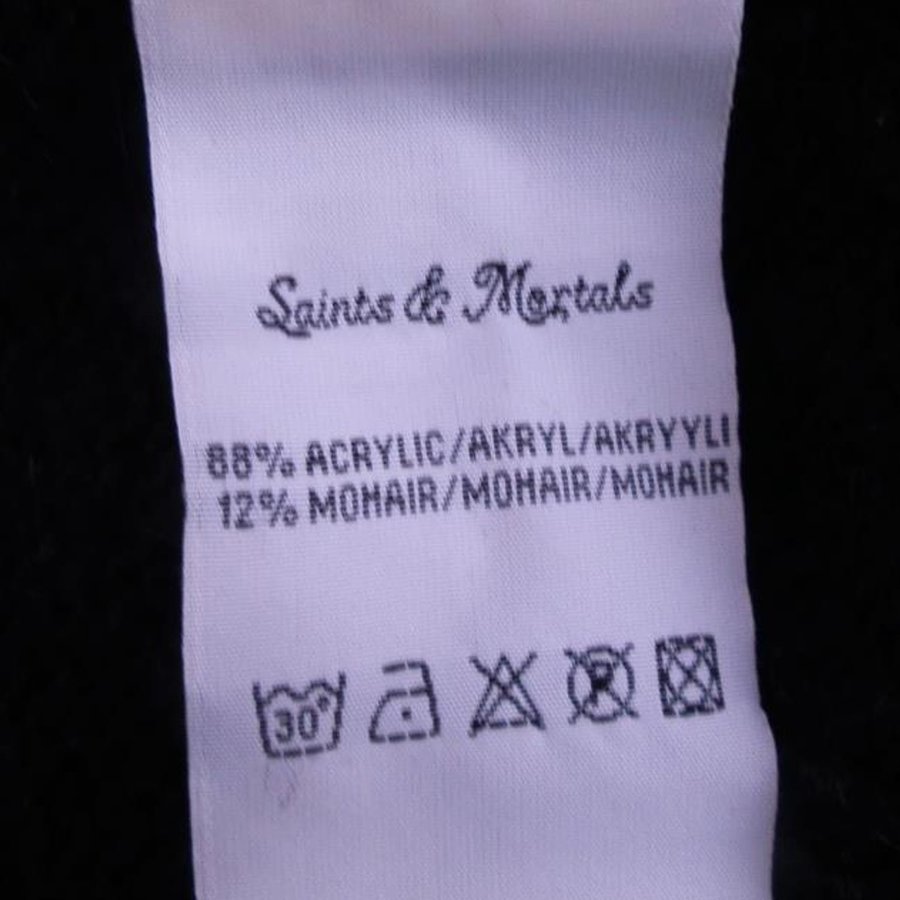 Saints & Mortals
88% ACRYLIC/AKRYL/AKRYYLI
12% MOHAIR/MOHAIR/MOHAIR
30°
P